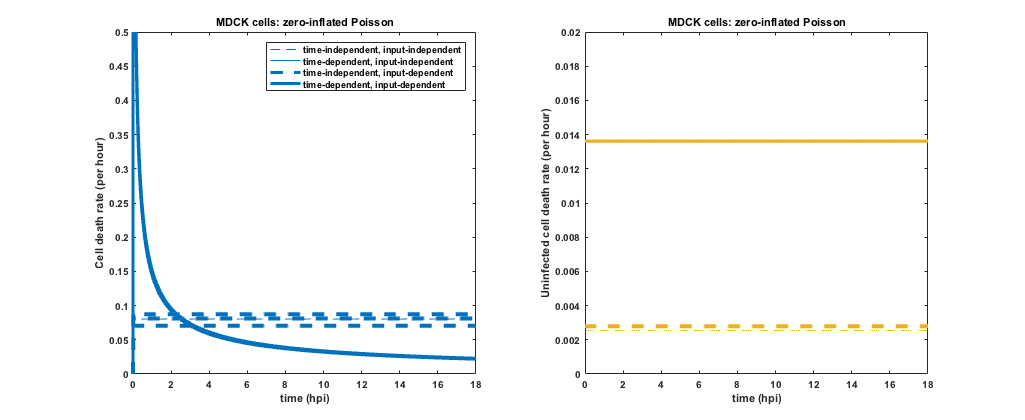 MDCK cells: zero-inflated Poisson
Cell death rate (per hour)
0.5
0.45
0.4
0.35
0.3
0.25
0.2
0.15
0.1
0.05
0
time-independent, input-independent
time-dependent, input-independent
time-independent, input-dependent
time-dependent, input-dependent
0 2 4 6 8 10 12 14 16 18
time (hpi)
MDCK cells: zero-inflated Poisson
Uninfected cell death rate (per hour)
0.02
0.018
0.016
0.014
0.012
0.01
0.008
0.006
0.004
0.002
0
0 2 4 6 8 10 12 14 16 18
time (hpi)